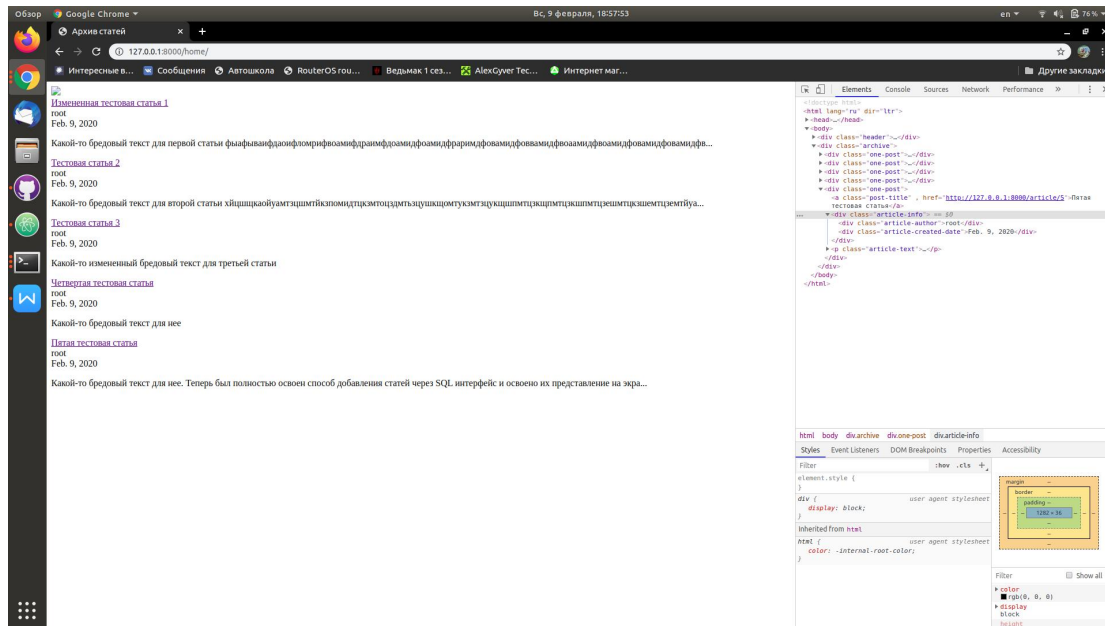 Обзор Google Chrome ▾ Вс, 9 февраля, 18:57:53 en ▾ 76 % ▾
Архив статей × +
127.0.0.1:8000/home/
Интересные в... Сообщения Автошкола RouterOS rou... Ведьмак 1 сез... AlexGyver Tec... Интернет маг... Другие закладки
Измененная тестовая статья 1
root
Feb. 9, 2020
Какой-то бредовый текст для первой статьи
Тестовая статья 2
root
Feb. 9, 2020
Какой-то бредовый текст для второй статьи
Тестовая статья 3
root
Feb. 9, 2020
Какой-то измененный бредовый текст для третьей статьи
Четвертая тестовая статья
root
Feb. 9, 2020
Какой-то бредовый текст для нее
Пятая тестовая статья
root
Feb. 9, 2020
Какой-то бредовый текст для нее. Теперь был полностью освоен способ добавления статей через SQL интерфейс и освоено их представление на экра...
Elements Console Sources Network Performance »
<!doctype html>
<html lang="ru" dir="ltr">
▶<head>…</head>
▼<body>
▶<div class="header">…</div>
▼<div class="archive">
▶<div class="one-post">…</div>
▶<div class="one-post">…</div>
▶<div class="one-post">…</div>
▶<div class="one-post">…</div>
▼<div class="one-post">
<a class="post-title" , href="http://127.0.0.1:8000/article/5">Пятая
тестовая статья</a>
... ▼<div class="article-info"> == $0
<div class="article-author">root</div>
<div class="article-created-date">Feb. 9, 2020</div>
</div>
▶<p class="article-text">…</p>
</div>
</div>
</body>
</html>
html body div.archive div.one-post div.article-info
Styles Event Listeners DOM Breakpoints Properties Accessibility
Filter :hov .cls +
element.style {
}
div { user agent stylesheet
display: block;
}
Inherited from html
html { user agent stylesheet
color: -internal-root-color;
}
margin –
border –
padding –
1282 × 36
–
–
–
Filter Show all
▶ color
rgb(0, 0, 0)
▶ display
block
height